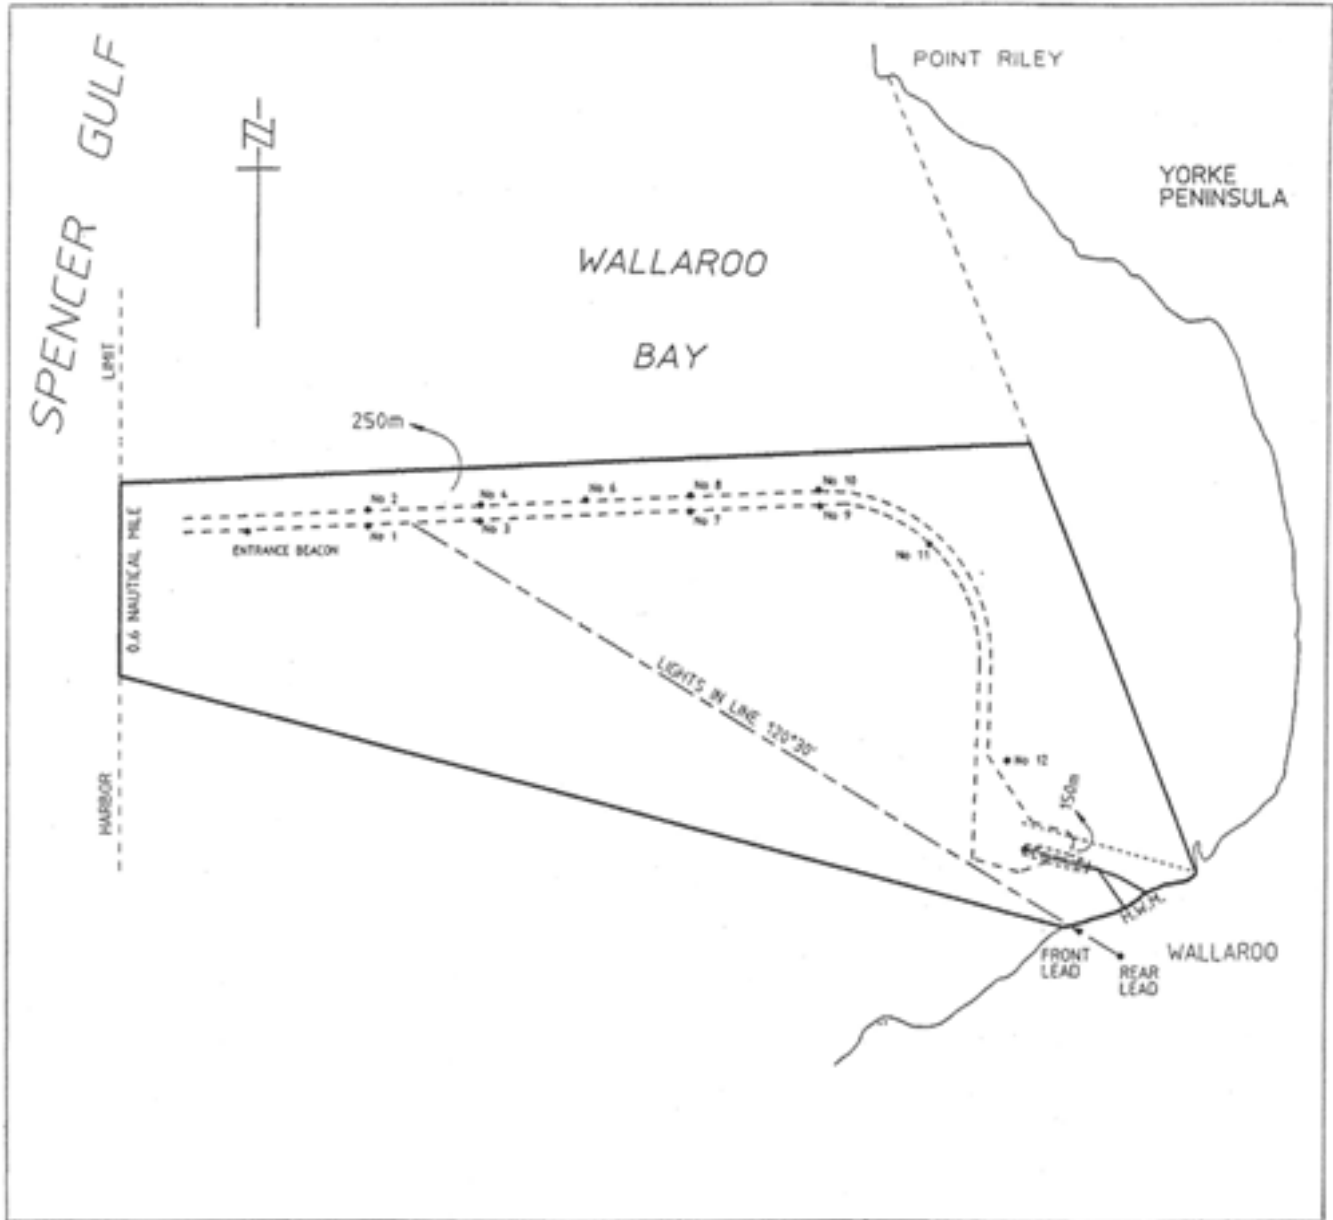 SPENCER GULF
POINT RILEY
YORKE
PENINSULA
N
WALLAROO
BAY
LIMIT
250m
No 2
No 4
No 6
No 8
No 10
No 1
No 3
No 7
No 9
No 11
ENTRANCE BEACON
0.6 NAUTICAL MILE
LIGHTS IN LINE 120°30'
No 12
150m
HARBOR
H.W.M.
WALLAROO
FRONT
LEAD
REAR
LEAD